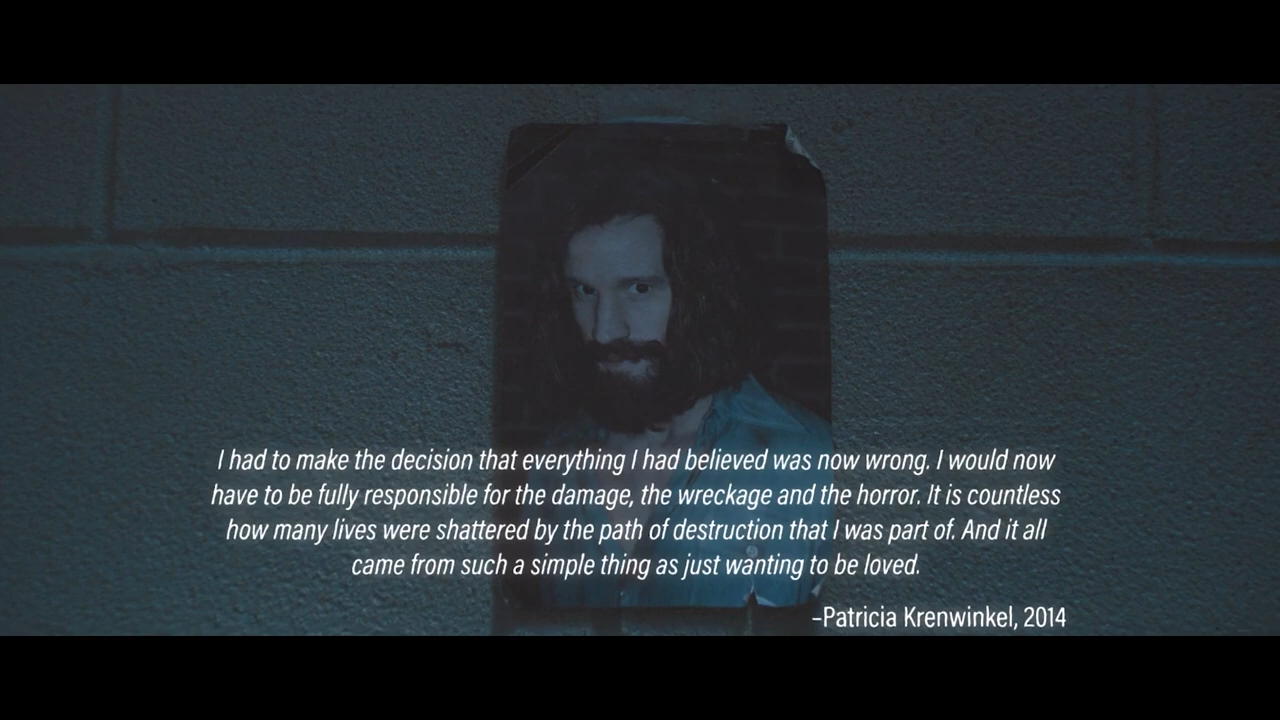 I had to make the decision that everything I had believed was now wrong. I would now
have to be fully responsible for the damage, the wreckage and the horror. It is countless
how many lives were shattered by the path of destruction that I was part of. And it all
came from such a simple thing as just wanting to be loved.
–Patricia Krenwinkel, 2014